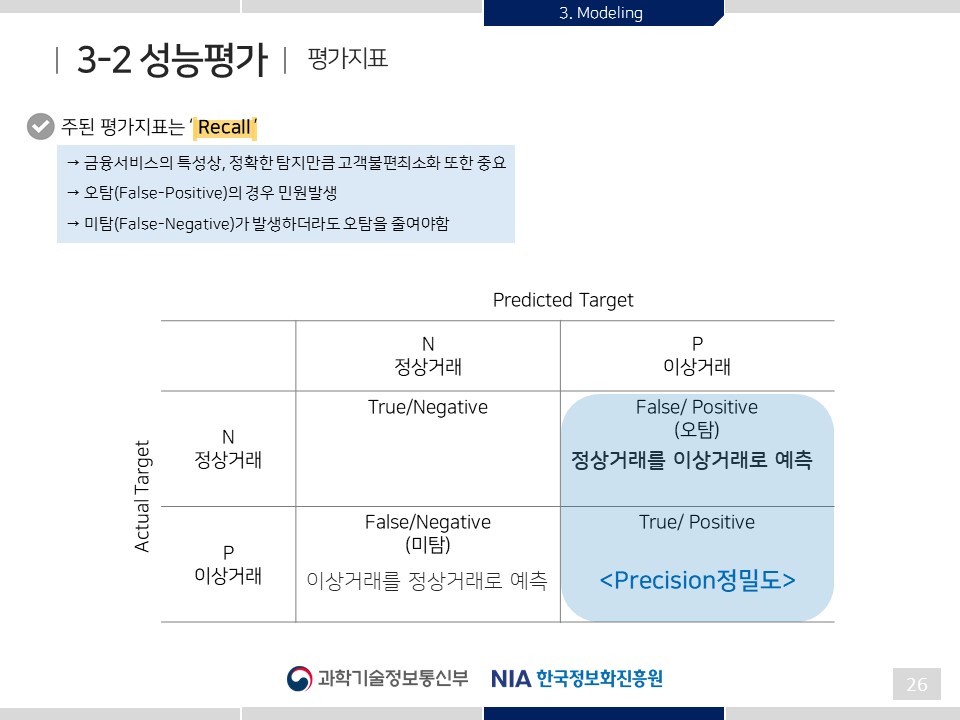 3. Modeling
3-2 성능평가
평가지표
주된 평가지표는 ‘Recall’
→ 금융서비스의 특성상, 정확한 탐지만큼 고객불편최소화 또한 중요
→ 오탐(False-Positive)의 경우 민원발생
→ 미탐(False-Negative)가 발생하더라도 오탐을 줄여야함
Predicted Target
N
정상거래
P
이상거래
Actual Target
N
정상거래
True/Negative
False/ Positive
(오탐)
정상거래를 이상거래로 예측
P
이상거래
False/Negative
(미탐)
이상거래를 정상거래로 예측
True/ Positive
<Precision정밀도>
과학기술정보통신부
NIA 한국정보화진흥원
26